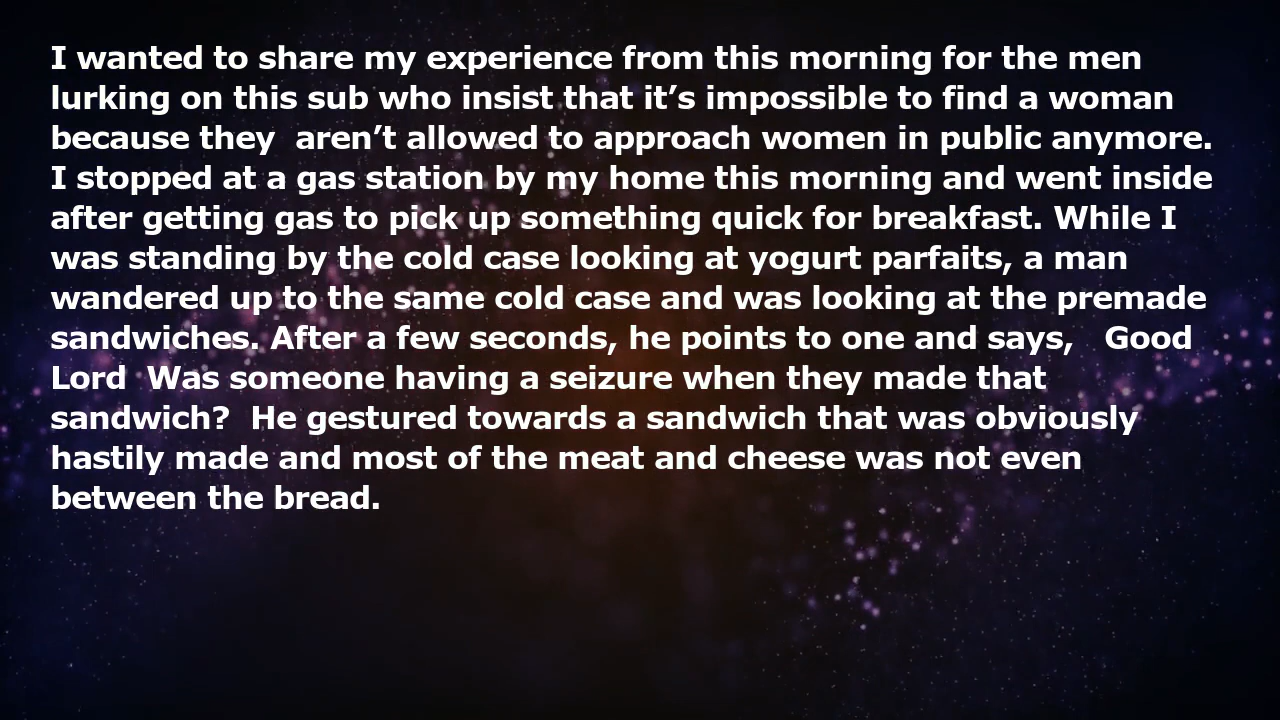 I wanted to share my experience from this morning for the men
lurking on this sub who insist that it’s impossible to find a woman
because they  aren’t allowed to approach women in public anymore.
I stopped at a gas station by my home this morning and went inside
after getting gas to pick up something quick for breakfast. While I
was standing by the cold case looking at yogurt parfaits, a man
wandered up to the same cold case and was looking at the premade
sandwiches. After a few seconds, he points to one and says,   Good
Lord  Was someone having a seizure when they made that
sandwich?  He gestured towards a sandwich that was obviously
hastily made and most of the meat and cheese was not even
between the bread.